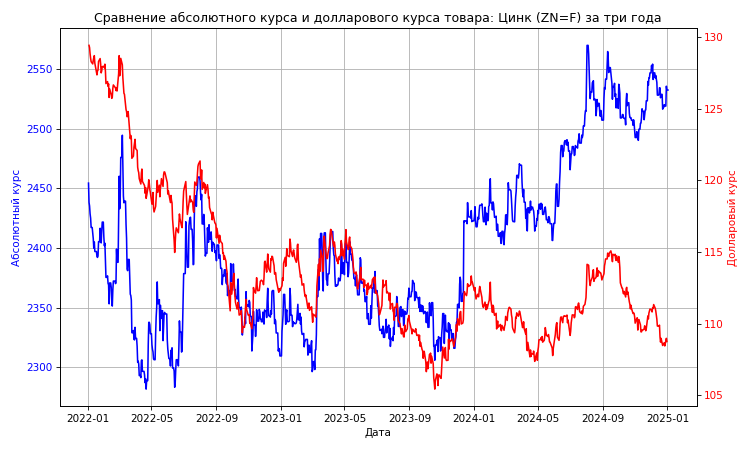 Сравнение абсолютного курса и долларового курса товара: Цинк (ZN=F) за три года
Абсолютный курс
2550
2500
2450
2400
2350
2300
130
125
120
115
110
105
Долларовый курс
2022-01 2022-05 2022-09 2023-01 2023-05 2023-09 2024-01 2024-05 2024-09 2025-01
Дата